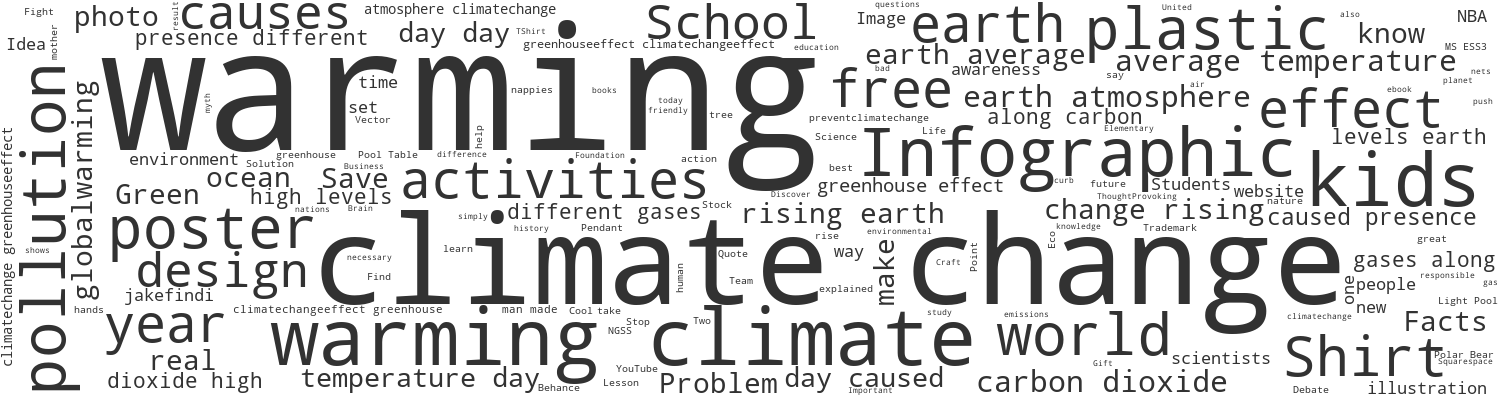 Fight
photo
result
causes
atmosphere climatechange
School
questions
Image
earth
plastic
United
also
know
NBA
Idea
mother
presence different
day day
TShirt
greenhouseeffect climatechangeeffect
education
earth average
average temperature
MS ESS3
warming
time
nappies
books
today
friendly
bad
free
awareness
say
air
nets
planet
ebook
push
pollution
globalwarming
myth
set
Vector
help
tree
preventclimatechange
earth atmosphere
along carbon
effect
levels earth
climatechange greenhouseeffect
environment
greenhouse
Pool Table
difference
Foundation
action
Science
Life
Elementary
Infographic
kids
Solution
Business
ocean
Save
activities
best
Green
high levels
Discover
greenhouse effect
curb
future
Students
website
ThoughtProvoking
nature
nations
Brain
poster
simply
different gases
Stock
rising earth
change rising
caused presence
history
Pendant
rise
environmental
Eco
knowledge
Trademark
great
shows
design
climate change
necessary
Find
learn
human
Quote
Team
way
make
Craft
Point
gases along
one
people
responsible
gas
jakefindi
explained
hands
year
climatechangeeffect greenhouse
man made
Cool
take
study
emissions
climatechange
new
Light Pool
warming climate
NGSS
Stop
Two
world
Facts
real
YouTube
Gift
scientists
Shirt
Polar Bear
Squarespace
dioxide high
temperature day
Behance
Lesson
Problem
day caused
Important
carbon dioxide
Debate
illustration